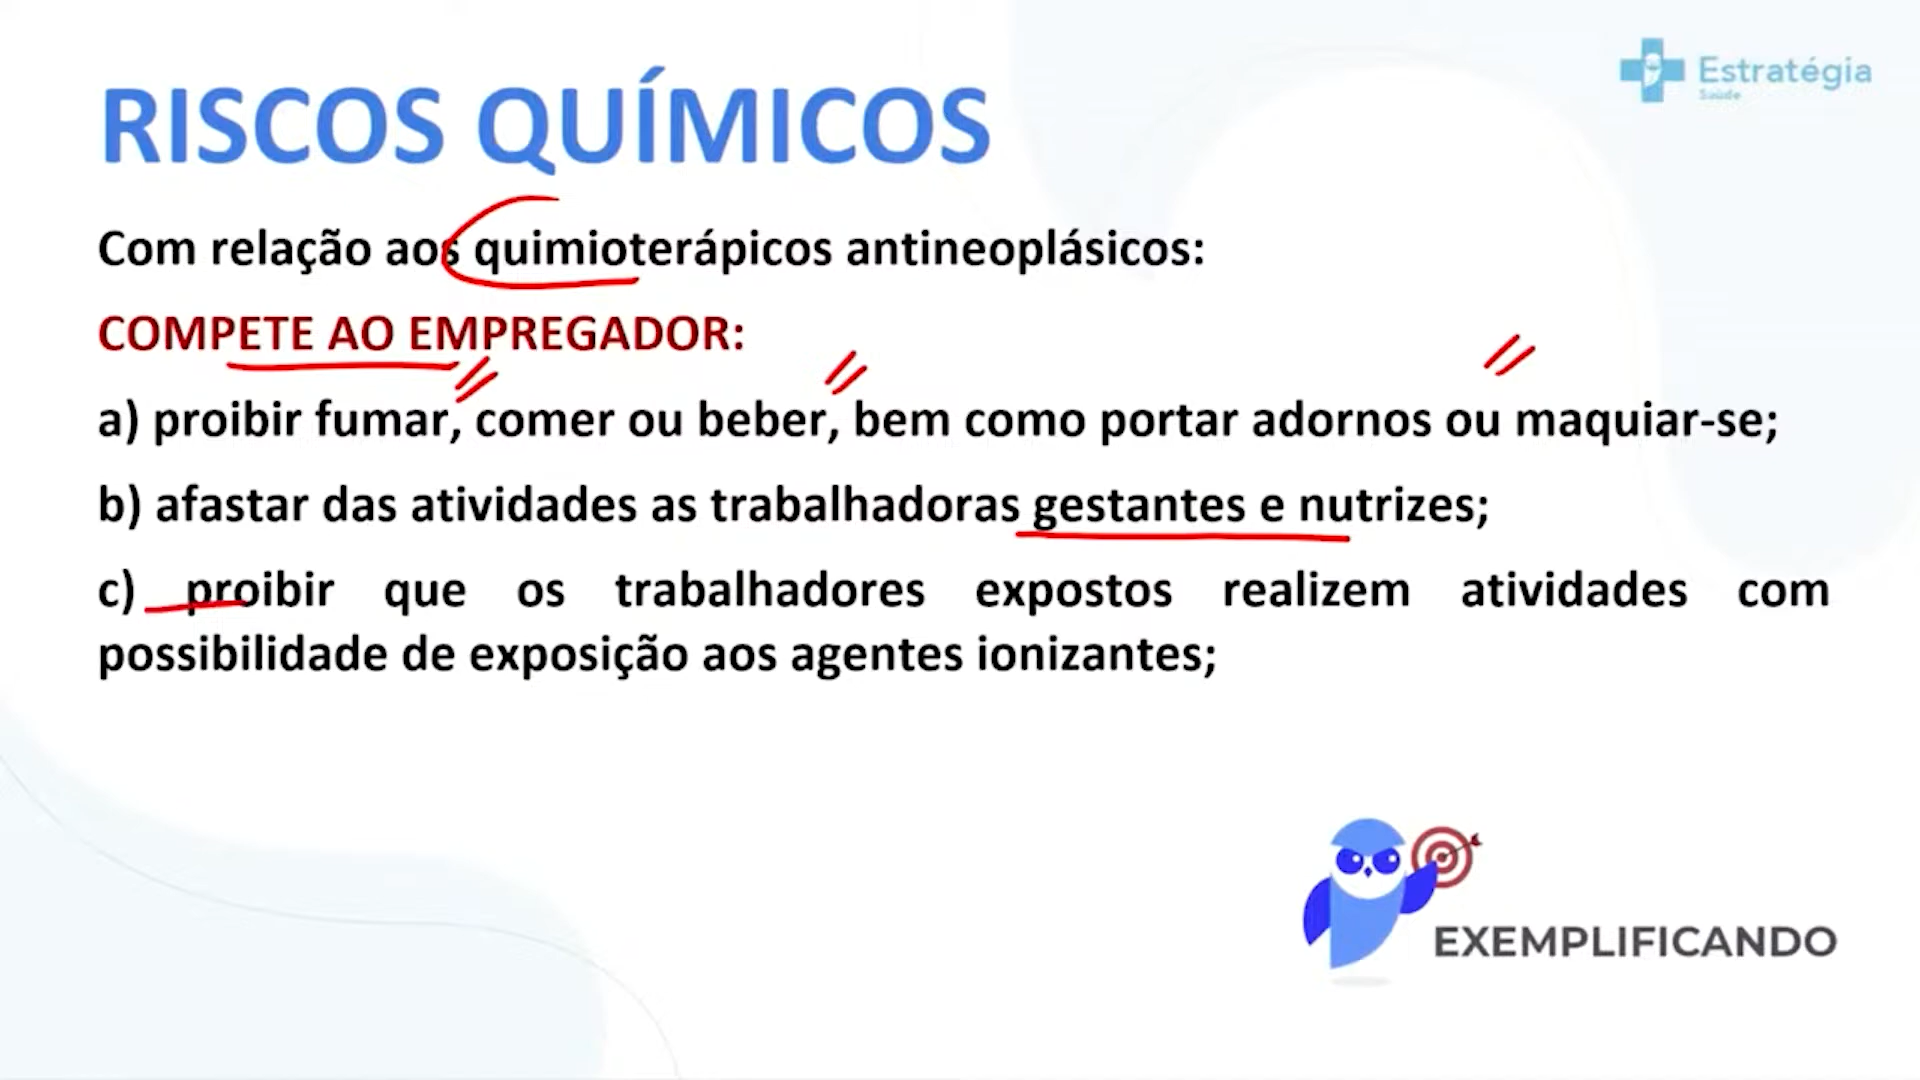 Estratégia
Saúde
RISCOS QUÍMICOS
Com relação aos quimioterápicos antineoplásicos:
COMPETE AO EMPREGADOR:
a) proibir fumar, comer ou beber, bem como portar adornos ou maquiar-se;
b) afastar das atividades as trabalhadoras gestantes e nutrizes;
c) proibir que os trabalhadores expostos realizem atividades com
possibilidade de exposição aos agentes ionizantes;
EXEMPLIFICANDO